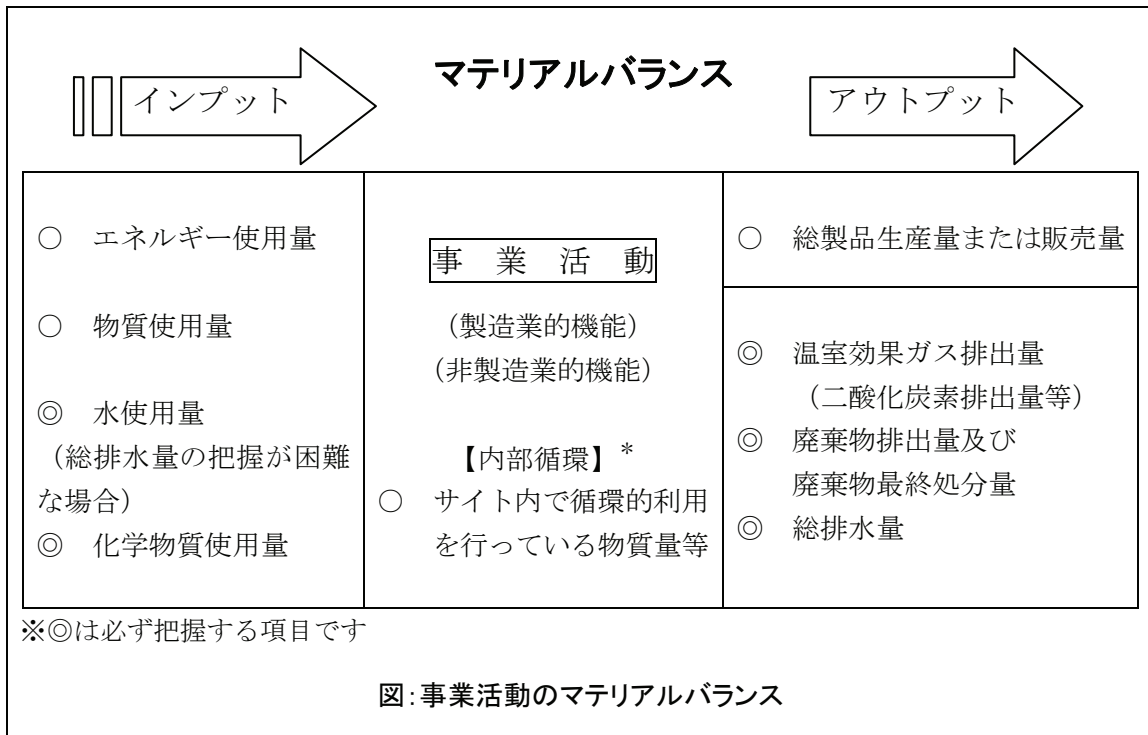 マテリアルバランス
インプット
アウトプット
○ エネルギー使用量
○ 物質使用量
◎ 水使用量
(総排水量の把握が困難
な場合)
◎ 化学物質使用量
事 業 活 動
(製造業的機能)
(非製造業的機能)
【内部循環】*
○ サイト内で循環的利用
を行っている物質量等
○ 総製品生産量または販売量
◎ 温室効果ガス排出量
(二酸化炭素排出量等)
◎ 廃棄物排出量及び
廃棄物最終処分量
◎ 総排水量
※◎は必ず把握する項目です
図:事業活動のマテリアルバランス